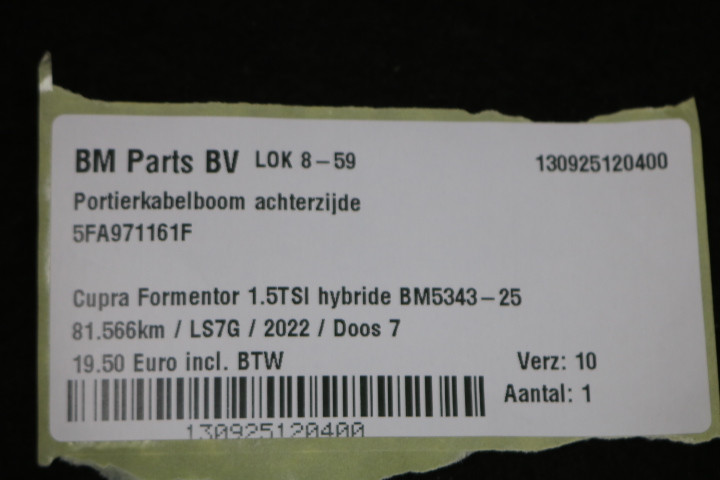 BM Parts BV LOK 8-59 130925120400
Portierkabelboom achterzijde
5FA971161F
Cupra Formentor 1.5TSI hybride BM5343-25
81.566km / LS7G / 2022 / Doos 7
19.50 Euro incl. BTW Verz: 10
Aantal: 1
130925120400